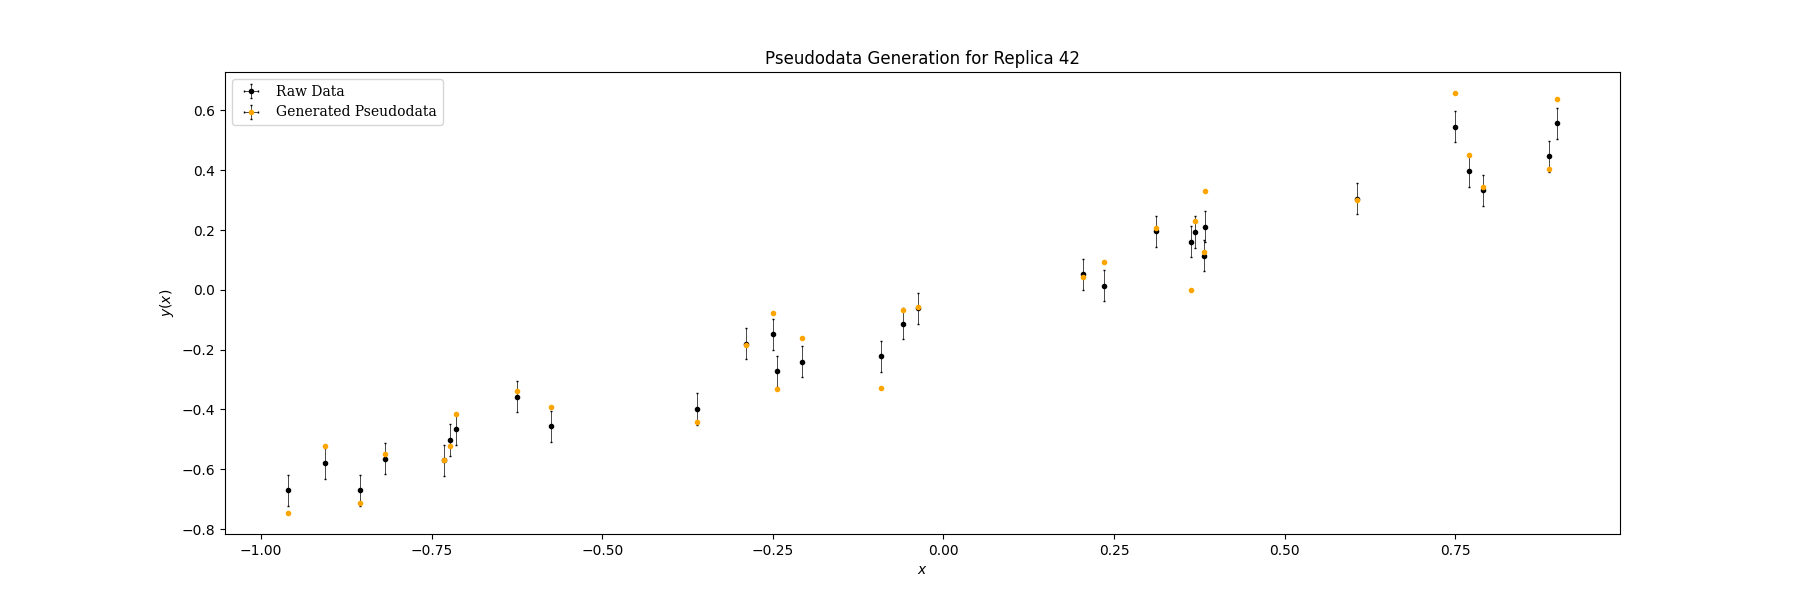 Pseudodata Generation for Replica 42
Raw Data
Generated Pseudodata
0.6
0.4
0.2
0.0
−0.2
−0.4
−0.6
−0.8
y(x)
−1.00 −0.75 −0.50 −0.25 0.00 0.25 0.50 0.75
x